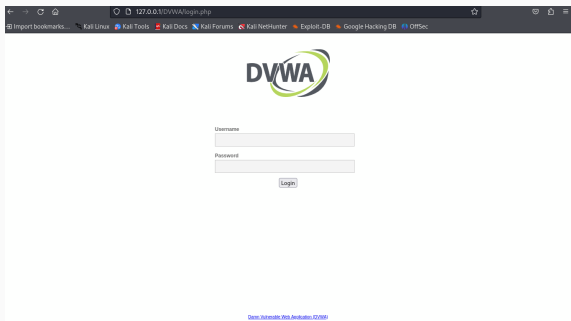 127.0.0.1/DVWA/login.php
Import bookmarks... Kali Linux Kali Tools Kali Docs Kali Forums Kali NetHunter Exploit-DB Google Hacking DB OffSec
DVWA
Username
Password
Login
Damn Vulnerable Web Application (DVWA)